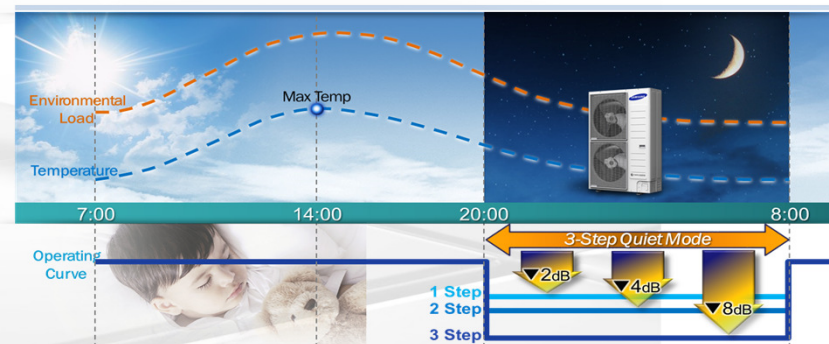 Environmental
Load
Max Temp
SAMSUNG
Temperature
7:00
14:00
20:00
8:00
Operating
Curve
3-Step Quiet Mode
▼2dB
▼4dB
▼8dB
1 Step
2 Step
3 Step